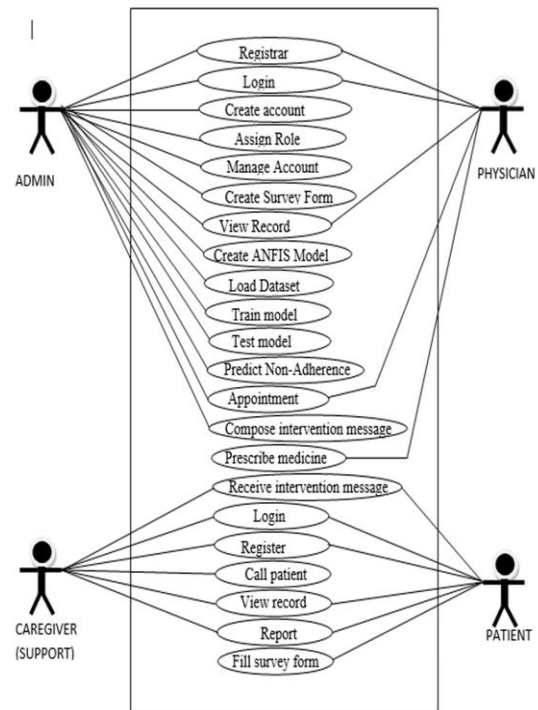 Registrar
Login
Create account
Assign Role
Manage Account
Create Survey Form
View Record
Create ANFIS Model
Load Dataset
Train model
Test model
Predict Non-Adherence
Appointment
Compose intervention message
Prescribe medicine
Receive intervention message
Login
Register
Call patient
View record
Report
Fill survey form
ADMIN
PHYSICIAN
CAREGIVER
(SUPPORT)
PATIENT